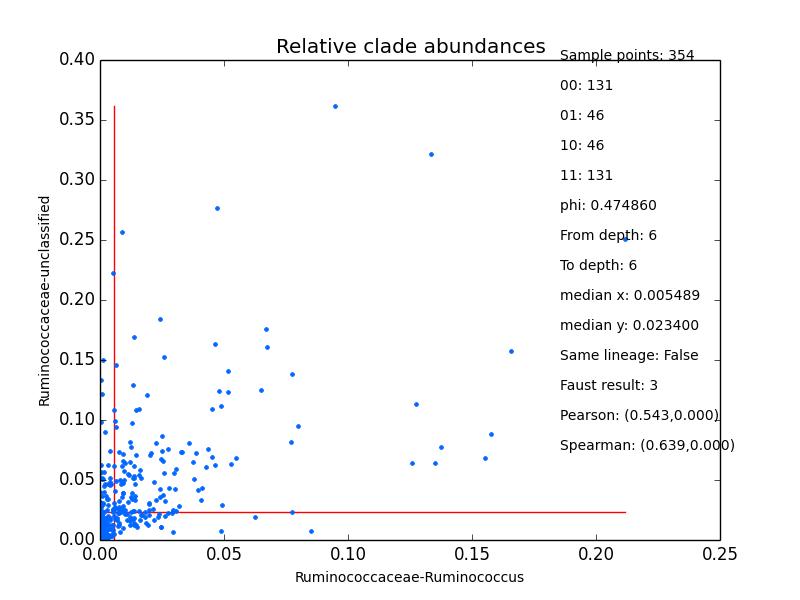 Relative clade abundances
Sample points: 354
00: 131
01: 46
10: 46
11: 131
phi: 0.474860
From depth: 6
To depth: 6
median x: 0.005489
median y: 0.023400
Same lineage: False
Faust result: 3
Pearson: (0.543,0.000)
Spearman: (0.639,0.000)
0.40
0.35
0.30
0.25
0.20
0.15
0.10
0.05
0.00
Ruminococcaceae-unclassified
0.00 0.05 0.10 0.15 0.20 0.25
Ruminococcaceae-Ruminococcus